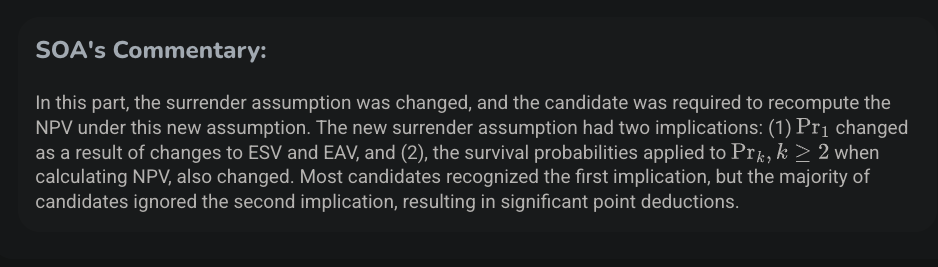 SOA's Commentary:
In this part, the surrender assumption was changed, and the candidate was required to recompute the
NPV under this new assumption. The new surrender assumption had two implications: (1) Pr₁ changed
as a result of changes to ESV and EAV, and (2), the survival probabilities applied to Prₖ, k ≥ 2 when
calculating NPV, also changed. Most candidates recognized the first implication, but the majority of
candidates ignored the second implication, resulting in significant point deductions.